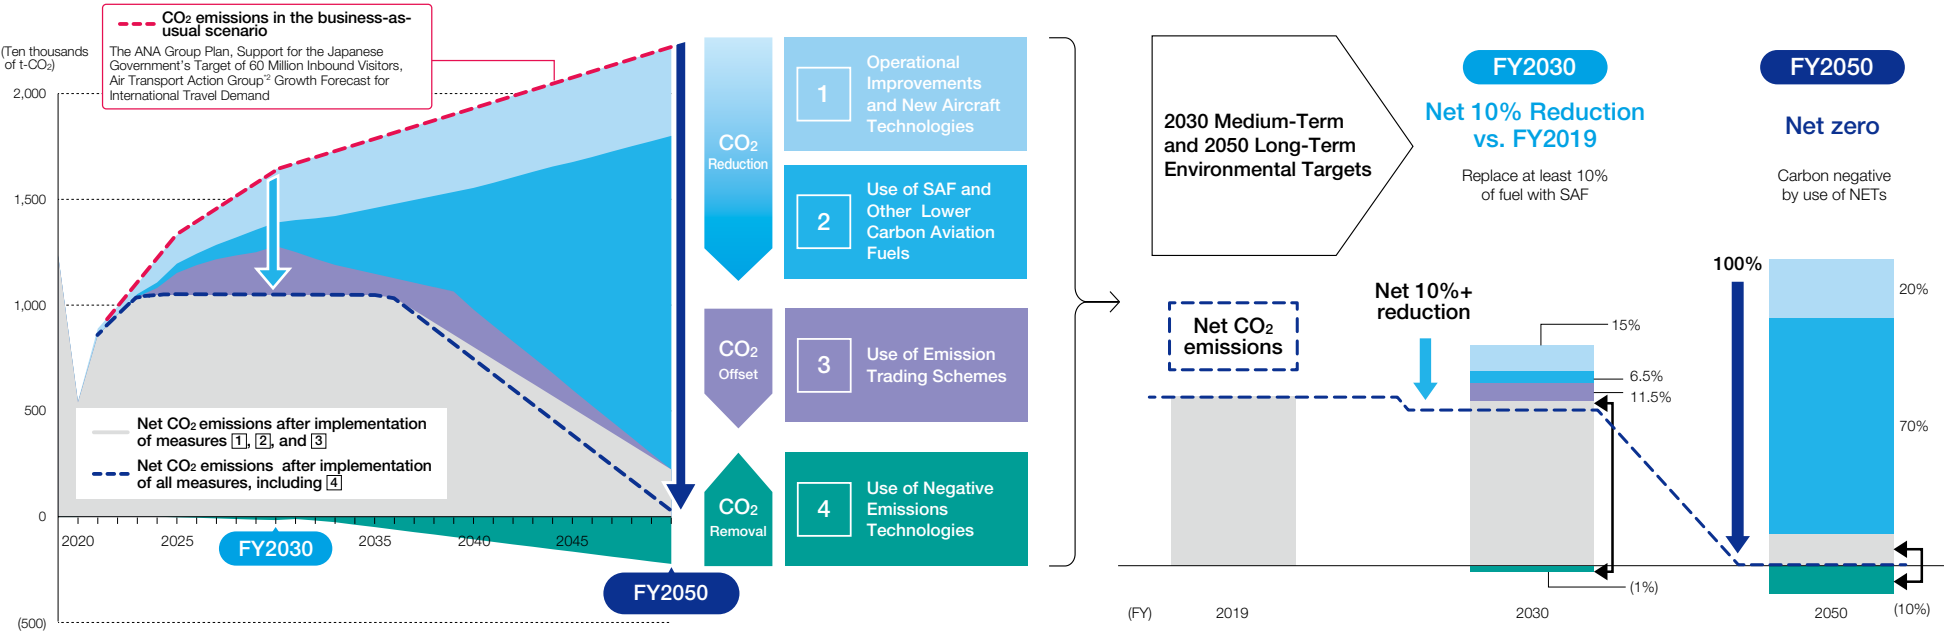 CO2 emissions in the business-as-
usual scenario
The ANA Group Plan, Support for the Japanese
Government's Target of 60 Million Inbound Visitors,
Air Transport Action Group*2 Growth Forecast for
International Travel Demand
(Ten thousands
of t-CO2)
2,000
1,500
1,000
500
0
(500)
Net CO2 emissions after implementation
of measures 1, 2, and 3
Net CO2 emissions after implementation
of all measures, including 4
2020
2025
FY2030
2035
2040
2045
FY2050
CO2
Reduction
1
Operational
Improvements
and New Aircraft
Technologies
2
Use of SAF and
Other Lower
Carbon Aviation
Fuels
CO2
Offset
3
Use of Emission
Trading Schemes
CO2
Removal
4
Use of Negative
Emissions
Technologies
2030 Medium-Term
and 2050 Long-Term
Environmental Targets
FY2030
Net 10% Reduction
vs. FY2019
Replace at least 10%
of fuel with SAF
FY2050
Net zero
Carbon negative
by use of NETs
Net CO2
emissions
Net 10%+
reduction
15%
6.5%
11.5%
(1%)
100%
20%
70%
(10%)
(FY)
2019
2030
2050